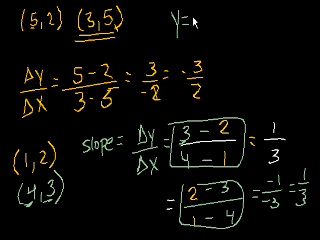 (5,2) (3,5) y=
Δy/Δx = 5-2/3-5 = 3/-2 = -3/2
slope = Δy/Δx = 3-2/4-1 = 1/3
(1,2)
(4,3)
= 2-3/1-4 = -1/-3 = 1/3